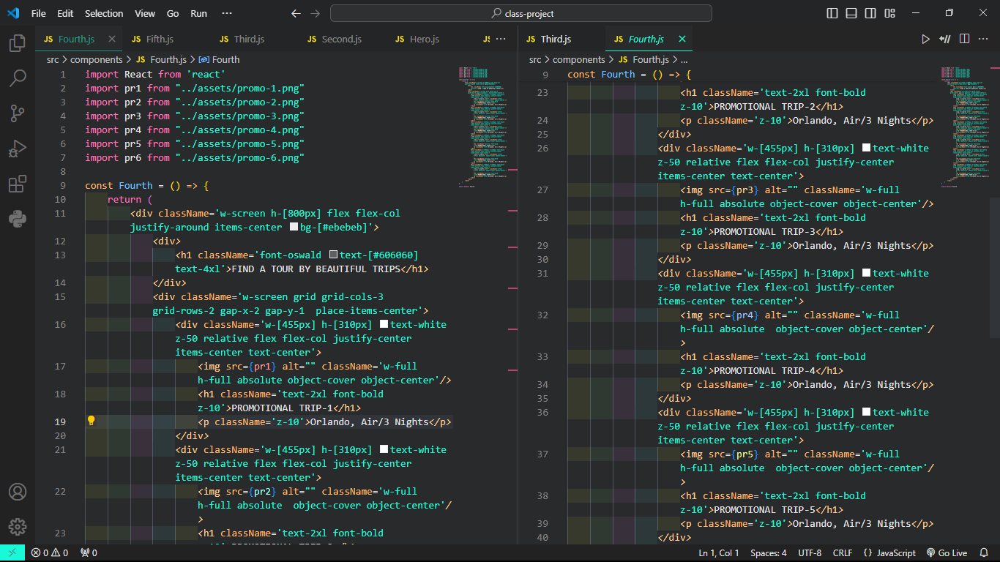 File Edit Selection View Go Run ··· ← → class-project
JS Fourth.js × JS Fifth.js JS Third.js JS Second.js JS Hero.js JS ···
src > components > JS Fourth.js > Fourth
1 import React from 'react'
2 import pr1 from "../assets/promo-1.png"
3 import pr2 from "../assets/promo-2.png"
4 import pr3 from "../assets/promo-3.png"
5 import pr4 from "../assets/promo-4.png"
6 import pr5 from "../assets/promo-5.png"
7 import pr6 from "../assets/promo-6.png"
8
9 const Fourth = () => {
10 return (
11 <div className='w-screen h-[800px] flex flex-col
justify-around items-center bg-[#ebebeb]'>
12 <div>
13 <h1 className='font-oswald text-[#606060]
text-4xl'>FIND A TOUR BY BEAUTIFUL TRIPS</h1>
14 </div>
15 <div className='w-screen grid grid-cols-3
grid-rows-2 gap-x-2 gap-y-1  place-items-center'>
16 <div className='w-[455px] h-[310px] text-white
z-50 relative flex flex-col justify-center
items-center text-center'>
17 <img src={pr1} alt="" className='w-full
h-full absolute object-cover object-center'/>
18 <h1 className='text-2xl font-bold
z-10'>PROMOTIONAL TRIP-1</h1>
19 <p className='z-10'>Orlando, Air/3 Nights</p>
20 </div>
21 <div className='w-[455px] h-[310px] text-white
z-50 relative flex flex-col justify-center
items-center text-center'>
22 <img src={pr2} alt="" className='w-full
h-full absolute  object-cover object-center'/
>
23 <h1 className='text-2xl font-bold
JS Third.js JS Fourth.js × ···
src > components > JS Fourth.js > ...
9 const Fourth = () => {
23 <h1 className='text-2xl font-bold
z-10'>PROMOTIONAL TRIP-2</h1>
24 <p className='z-10'>Orlando, Air/3 Nights</p>
25 </div>
26 <div className='w-[455px] h-[310px] text-white
z-50 relative flex flex-col justify-center
items-center text-center'>
27 <img src={pr3} alt="" className='w-full
h-full absolute object-cover object-center'/>
28 <h1 className='text-2xl font-bold
z-10'>PROMOTIONAL TRIP-3</h1>
29 <p className='z-10'>Orlando, Air/3 Nights</p>
30 </div>
31 <div className='w-[455px] h-[310px] text-white
z-50 relative flex flex-col justify-center
items-center text-center'>
32 <img src={pr4} alt="" className='w-full
h-full absolute  object-cover object-center'/
>
33 <h1 className='text-2xl font-bold
z-10'>PROMOTIONAL TRIP-4</h1>
34 <p className='z-10'>Orlando, Air/3 Nights</p>
35 </div>
36 <div className='w-[455px] h-[310px] text-white
z-50 relative flex flex-col justify-center
items-center text-center'>
37 <img src={pr5} alt="" className='w-full
h-full absolute  object-cover object-center'/
>
38 <h1 className='text-2xl font-bold
z-10'>PROMOTIONAL TRIP-5</h1>
39 <p className='z-10'>Orlando, Air/3 Nights</p>
40 </div>
0 0 0 Ln 1, Col 1 Spaces: 4 UTF-8 CRLF {} JavaScript Go Live